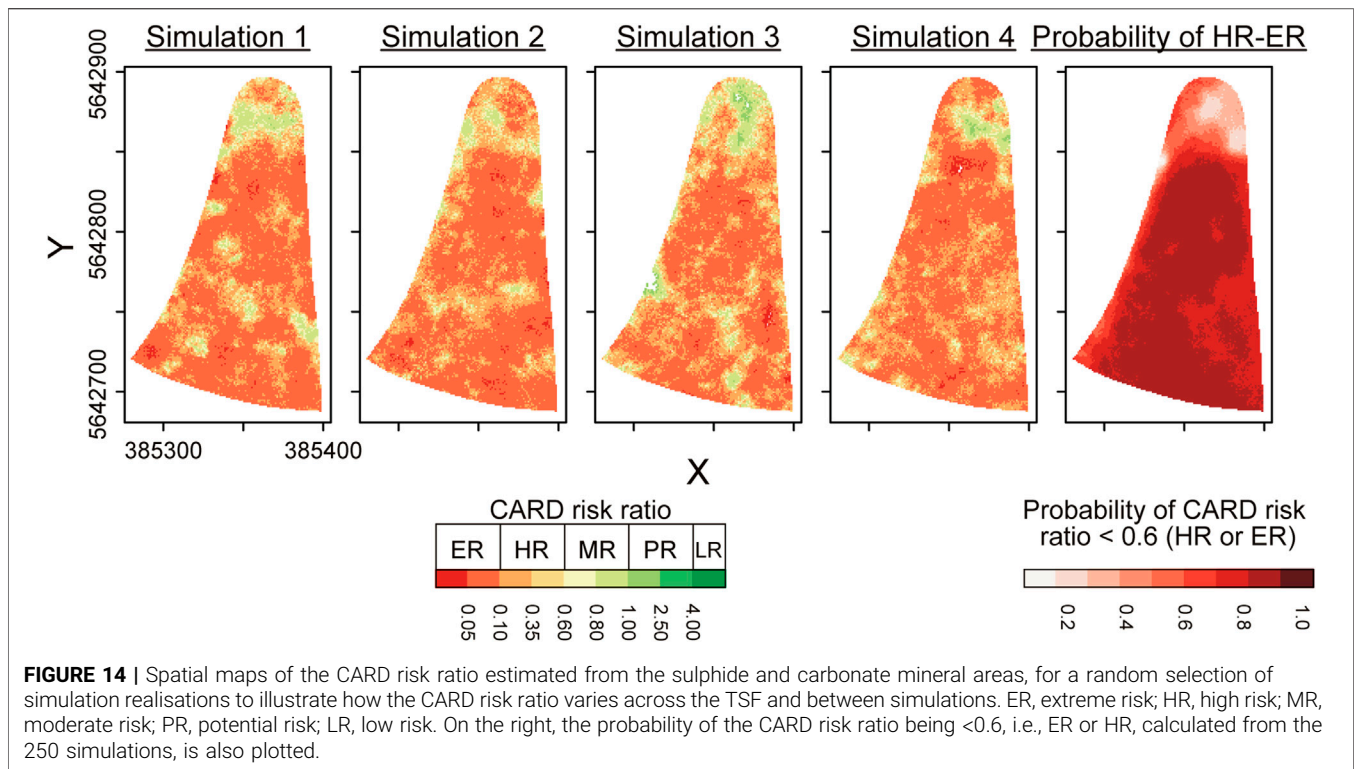 Simulation 1
Simulation 2
Simulation 3
Simulation 4
Probability of HR-ER
5642900
5642800
5642700
Y
385300
385400
X
CARD risk ratio
ER HR MR PR LR
0.05 0.10 0.35 0.60 0.80 1.00 2.50 4.00
Probability of CARD risk
ratio < 0.6 (HR or ER)
0.2 0.4 0.6 0.8 1.0
FIGURE 14 | Spatial maps of the CARD risk ratio estimated from the sulphide and carbonate mineral areas, for a random selection of
simulation realisations to illustrate how the CARD risk ratio varies across the TSF and between simulations. ER, extreme risk; HR, high risk; MR,
moderate risk; PR, potential risk; LR, low risk. On the right, the probability of the CARD risk ratio being <0.6, i.e., ER or HR, calculated from the
250 simulations, is also plotted.